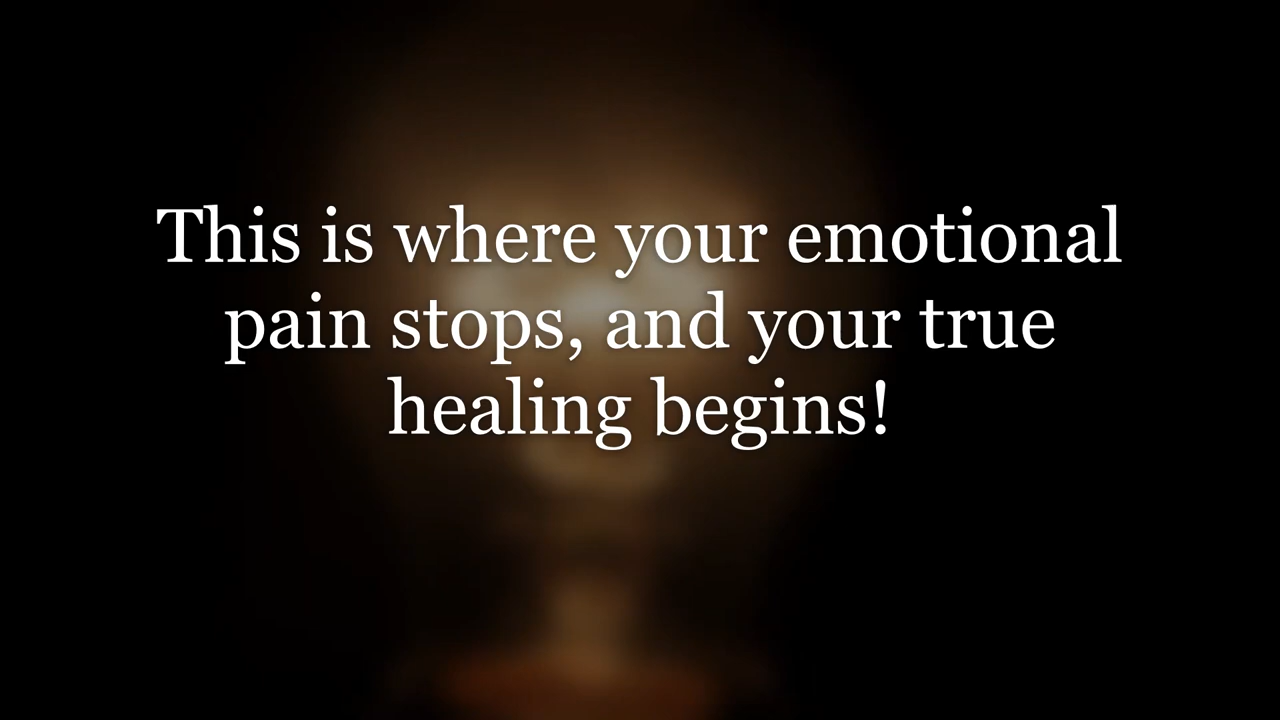 This is where your emotional
pain stops, and your true
healing begins!